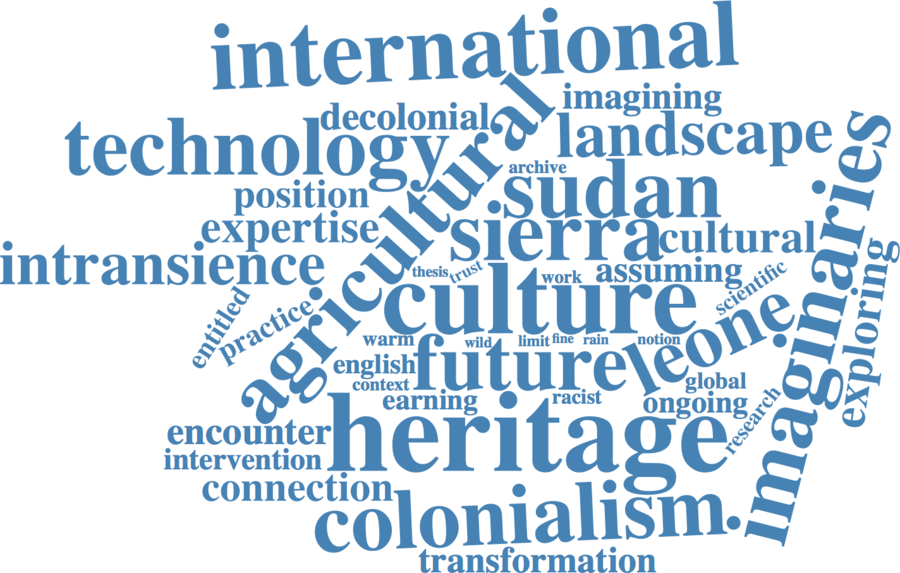 international
imagining
decolonial
landscape
technology
agricultural
archive
position
sudan
expertise
sierra
cultural
imaginaries
intransience
thesis
trust
work
assuming
scientific
exploring
culture
entitled
practice
leone
warm
wild
limit
fine
rain
notion
english
future
context
global
earning
racist
ongoing
research
encounter
heritage
intervention
connection
colonialism.
transformation